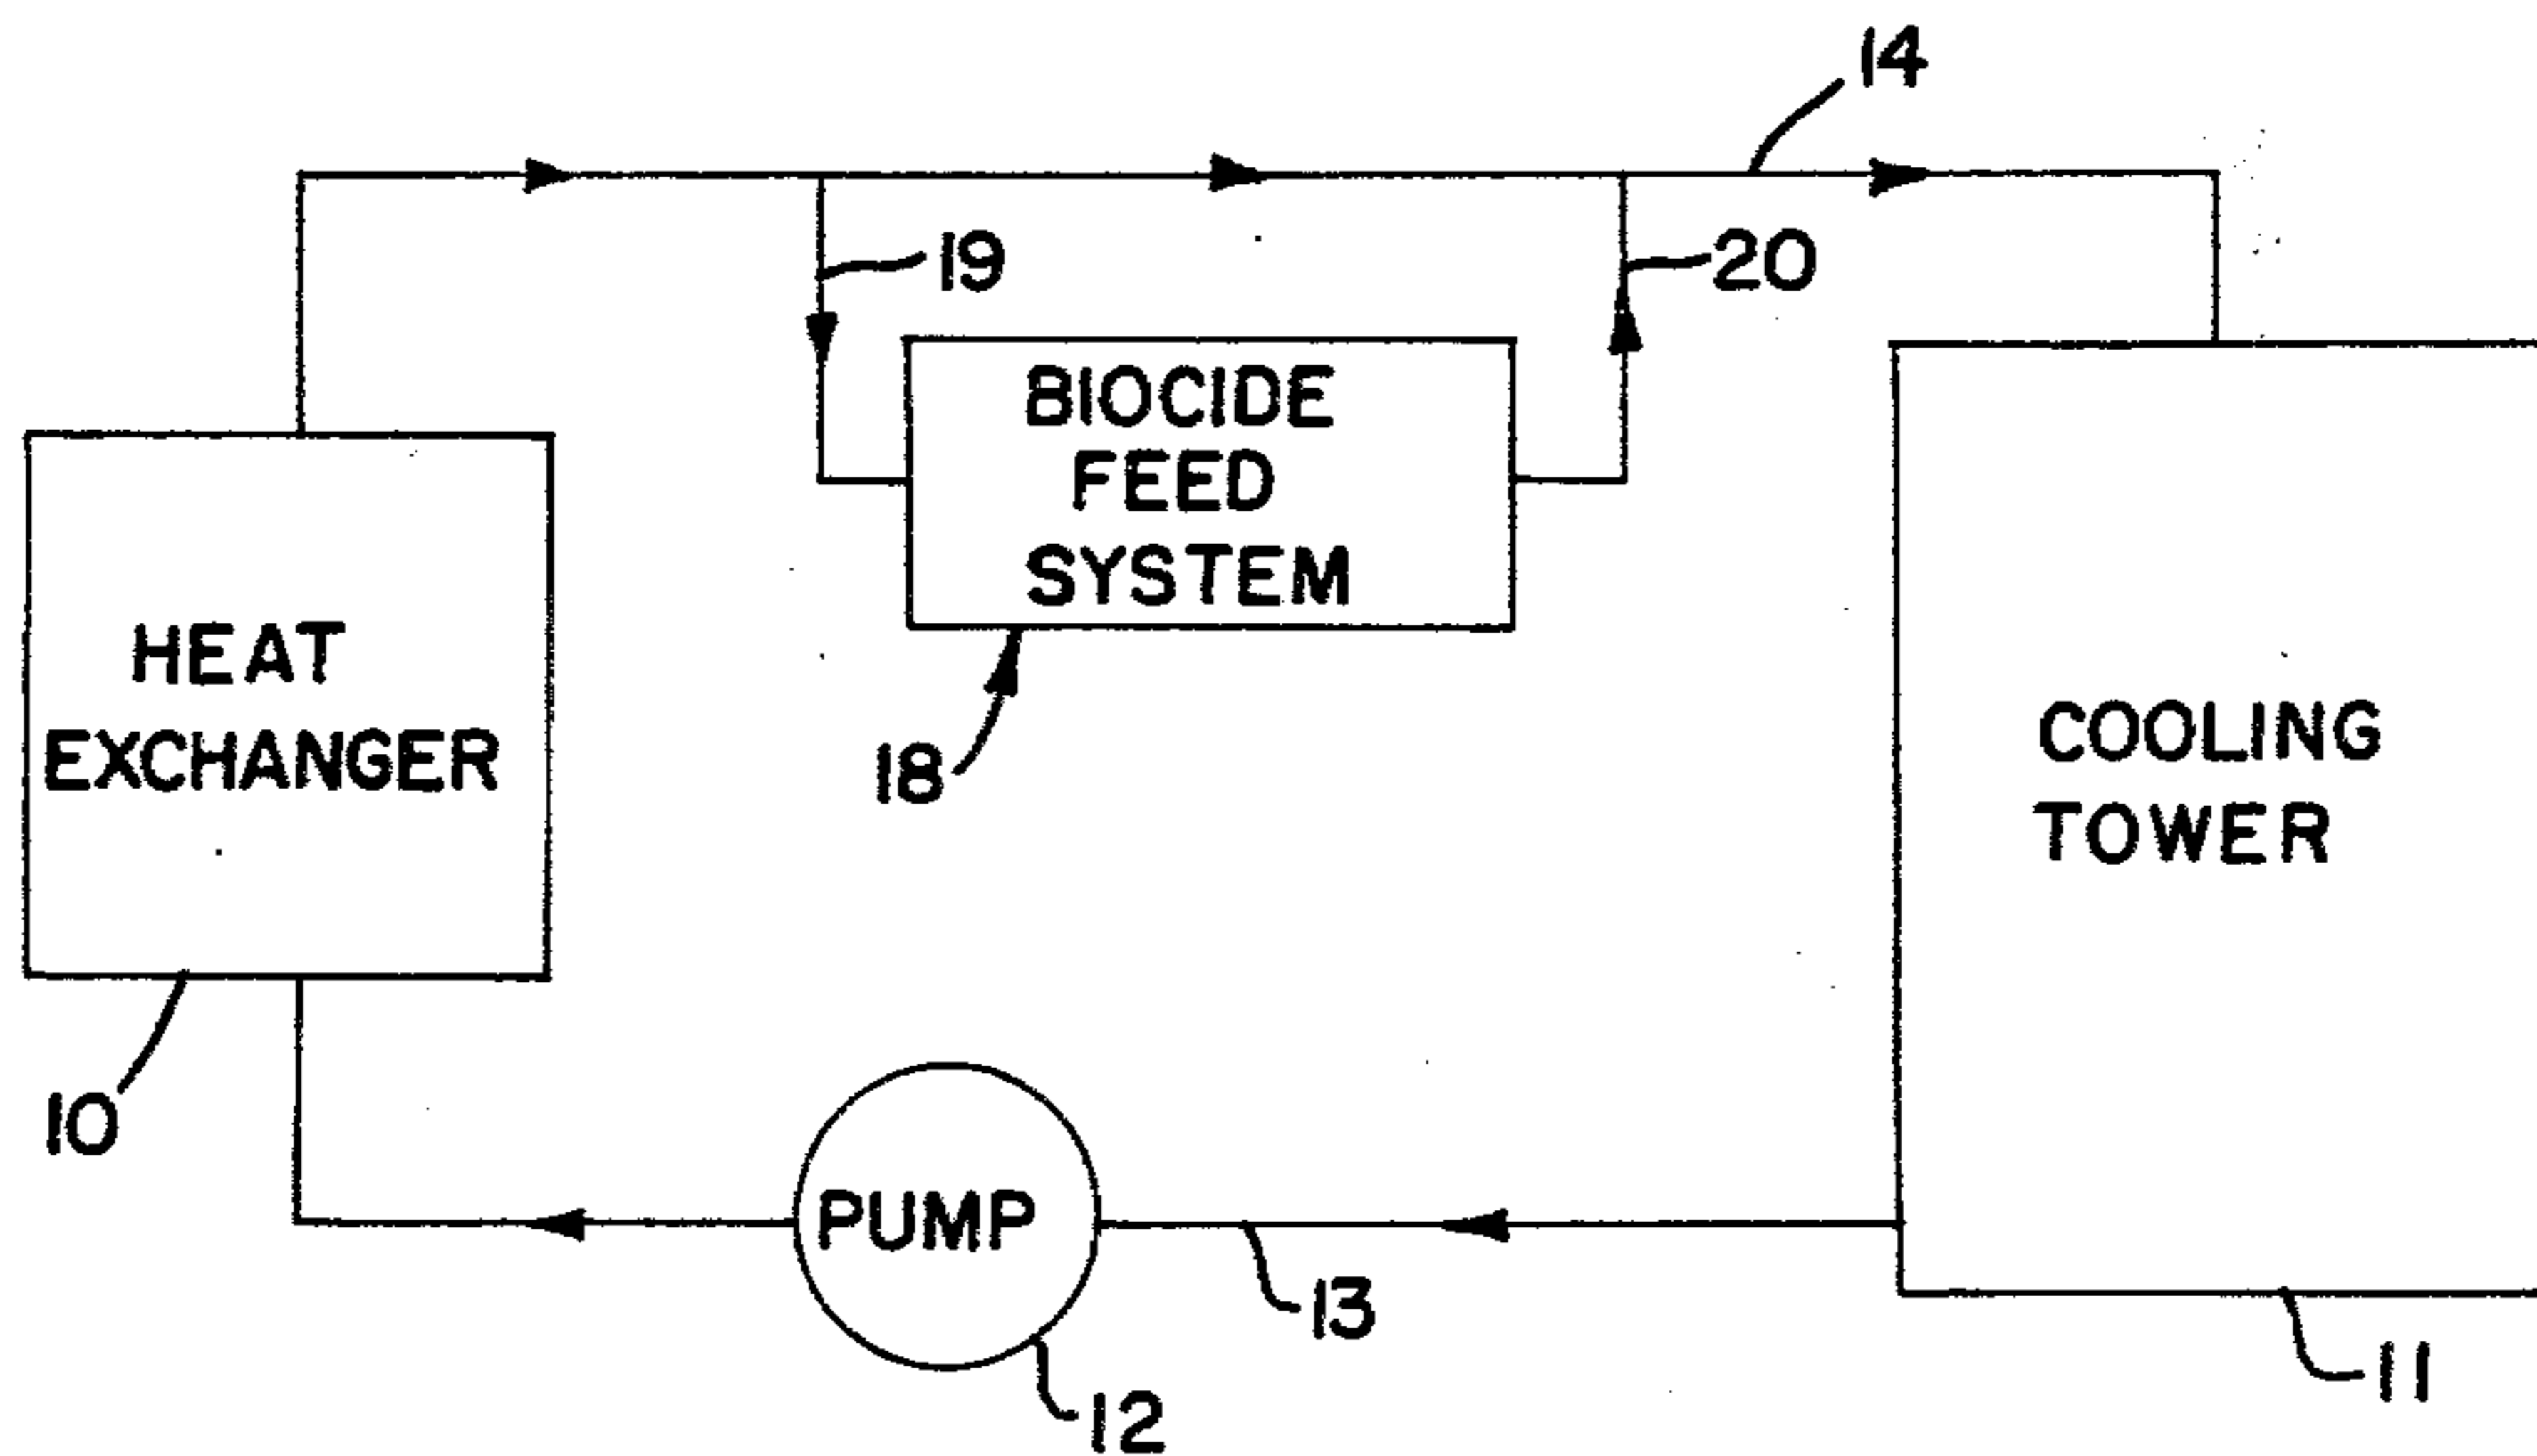 14
19
20
BIOCIDE
FEED
SYSTEM
HEAT
EXCHANGER
18
COOLING
TOWER
10
PUMP
13
12
11